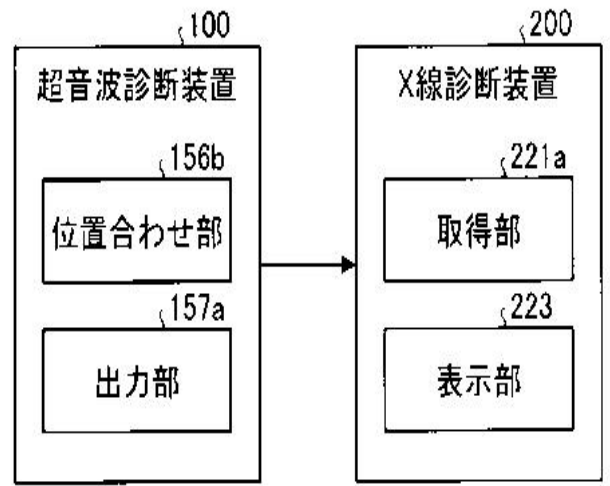 100
超音波診断装置
156b
位置合わせ部
157a
出力部
200
X線診断装置
221a
取得部
223
表示部